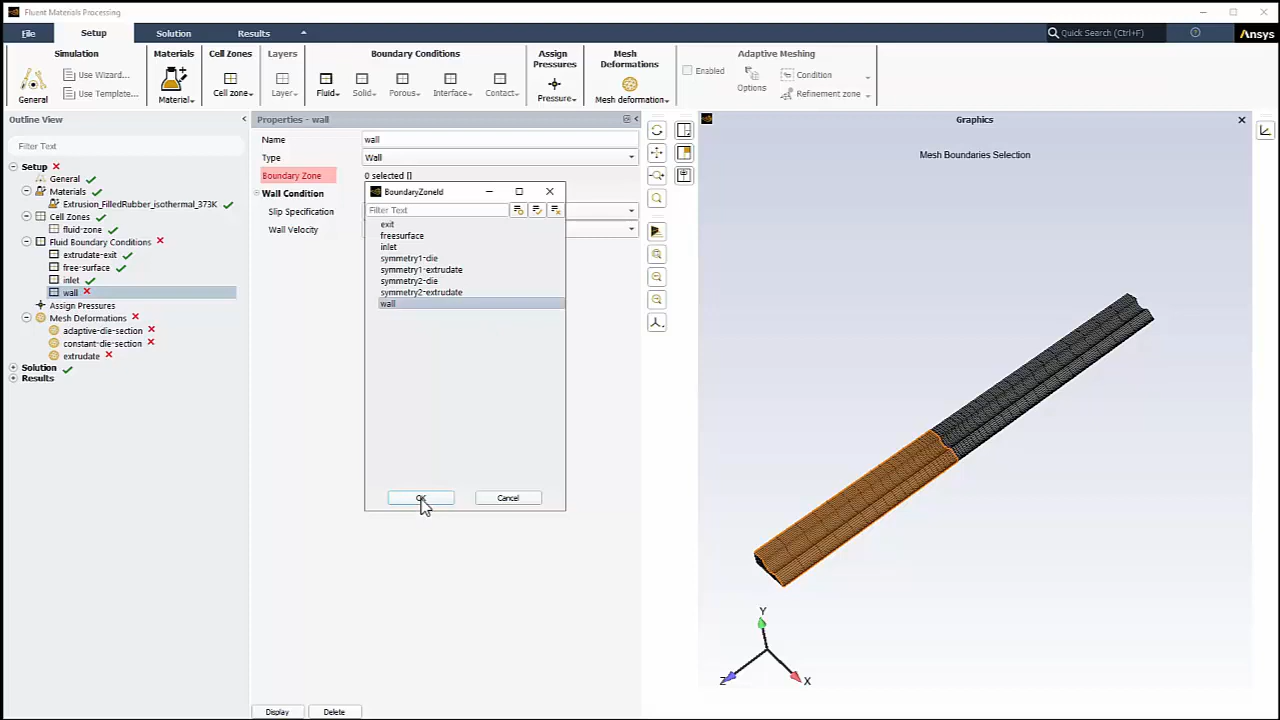 Fluent Materials Processing
File Setup Solution Results Quick Search (Ctrl+F) Ansys
Simulation Materials Cell Zones Layers Boundary Conditions Assign Pressures Mesh Deformations Adaptive Meshing
General Use Wizard... Use Template... Material Cell zone Layer Fluid Solid Porous Interface Contact Pressure Mesh deformation Enabled Options Condition Refinement zone
Outline View
Filter Text
Setup
General
Materials
Extrusion_FilledRubber_isothermal_373K
Cell Zones
fluid-zone
Fluid Boundary Conditions
extrudate-exit
free-surface
inlet
wall
Assign Pressures
Mesh Deformations
adaptive-die-section
constant-die-section
extrudate
Solution
Results
Properties - wall
Name wall
Type Wall
Boundary Zone 0 selected []
Wall Condition
Slip Specification
Wall Velocity
BoundaryZoneId
Filter Text
exit
freesurface
inlet
symmetry1-die
symmetry1-extrudate
symmetry2-die
symmetry2-extrudate
wall
OK Cancel
Display Delete
Graphics
Mesh Boundaries Selection
Y
Z X